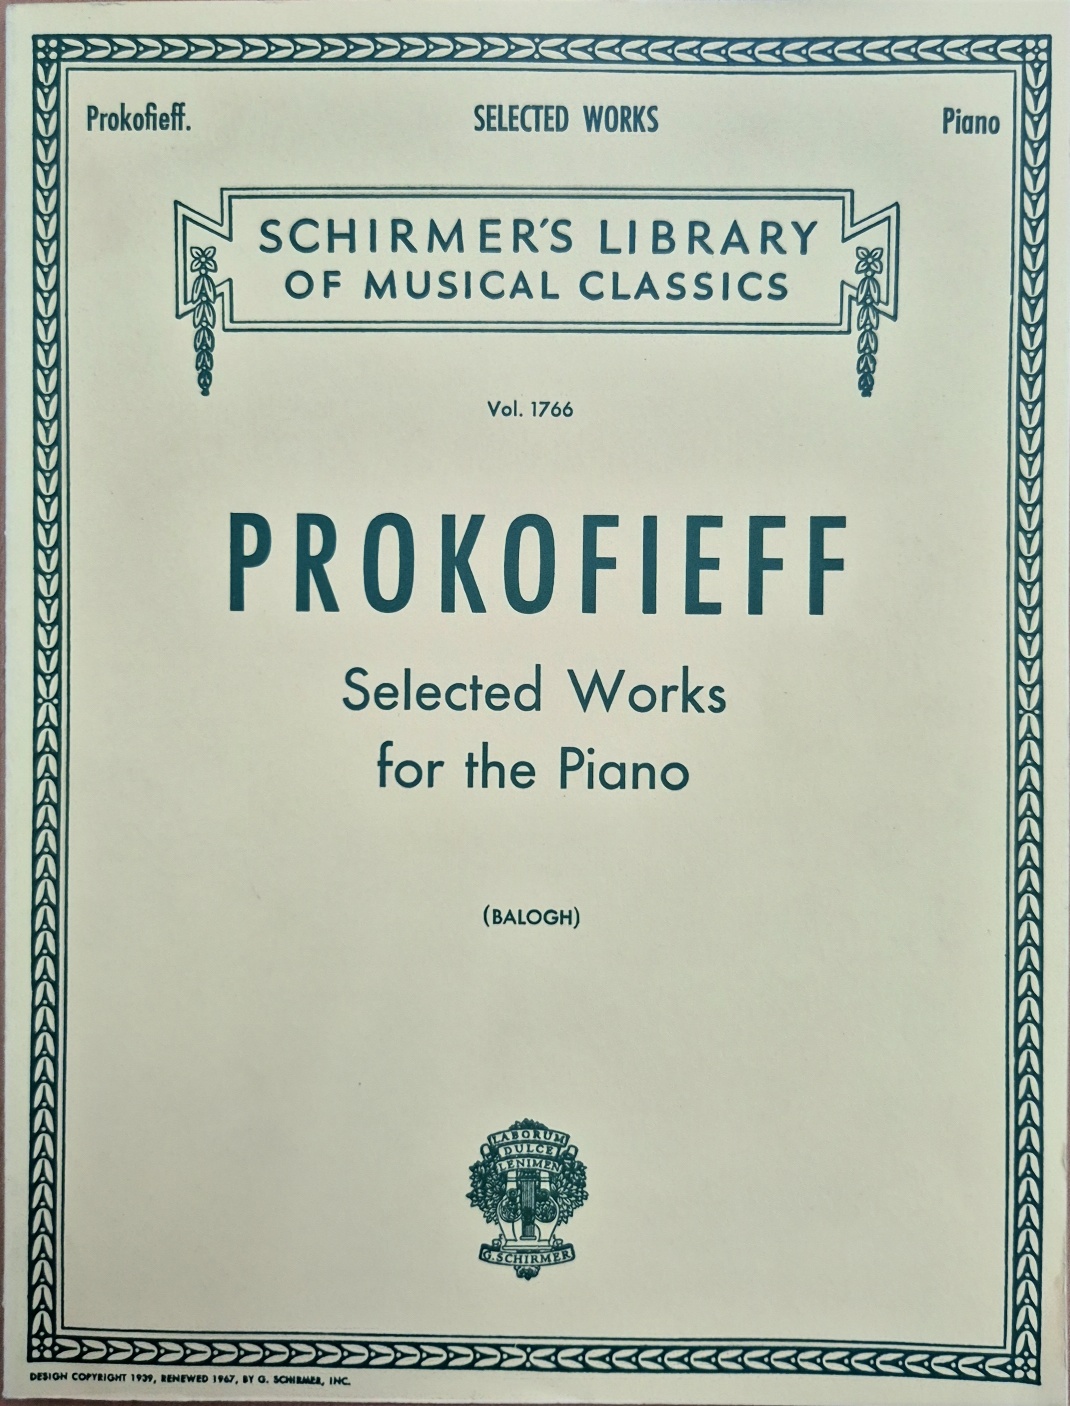 Prokofieff. SELECTED WORKS Piano
SCHIRMER'S LIBRARY
OF MUSICAL CLASSICS
Vol. 1766
PROKOFIEFF
Selected Works
for the Piano
(BALOGH)
LABORUM
DULCE
LENIMEN
G. SCHIRMER
DESIGN COPYRIGHT 1939, RENEWED 1967, BY G. SCHIRMER, INC.